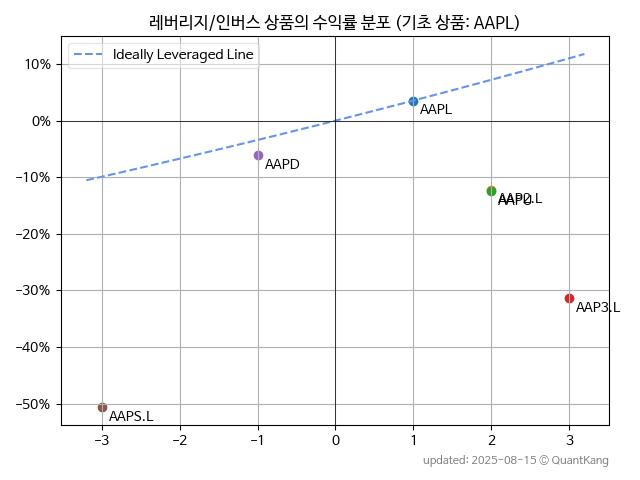 레버리지/인버스 상품의 수익률 분포 (기초 상품: AAPL)
Ideally Leveraged Line
10%
0%
−10%
−20%
−30%
−40%
−50%
AAPL
AAPD
AAP2.L
AAPU
AAP3.L
AAPS.L
−3 −2 −1 0 1 2 3
updated: 2025-08-15 © QuantKang